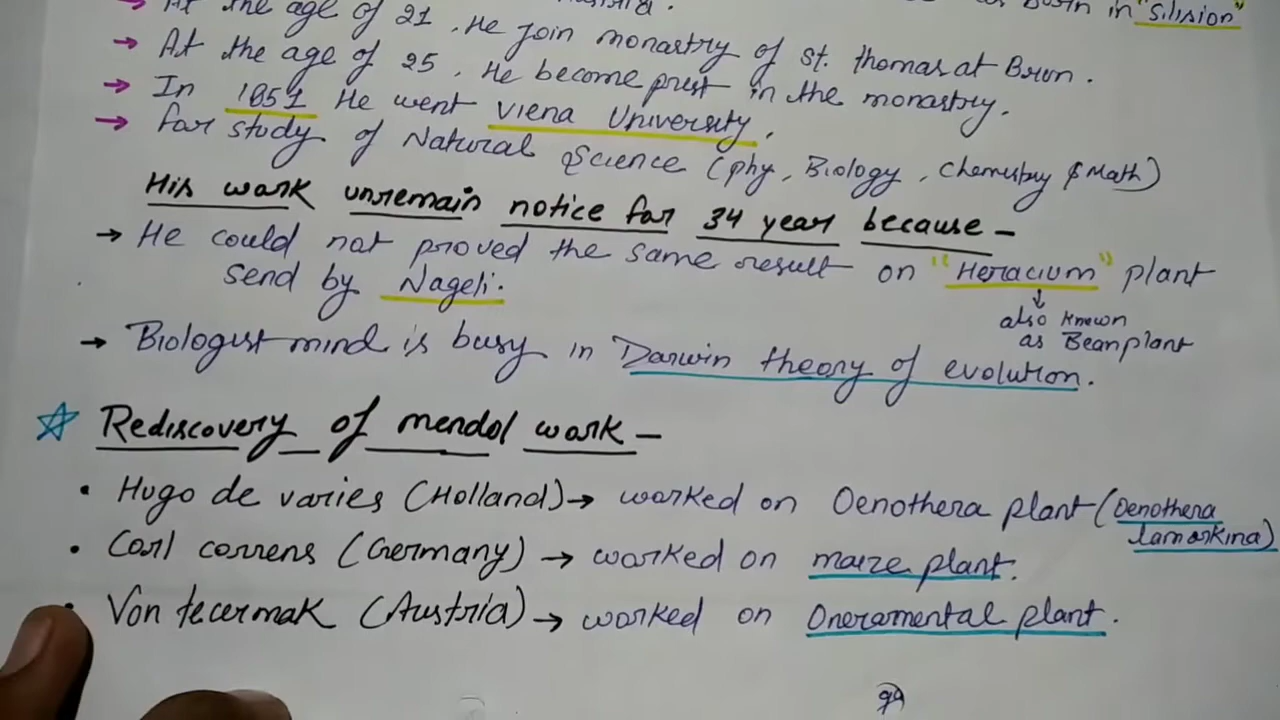 born in "Silision"
→ At the age of 21, He join monastry of St. thomas at Brun.
→ At the age of 25, He become prest in the monastry.
→ In 1851 He went Viena University.
→ for study of Natural Science (phy, Biology, Chemistry & Math)
His work unremain notice for 34 year because -
→ He could not proved the same result on "Heracium" plant
send by Nageli.
also known
as Beanplant
→ Biologist mind is busy in Darwin theory of evolution.
Rediscovery of mendol work -
• Hugo de varies (Holland) → worked on Oenothera plant (Oenothera
lamarkina)
• Carl correns (Germany) → worked on maize plant.
• Von tecermak (Austria) → worked on Oneramental plant.